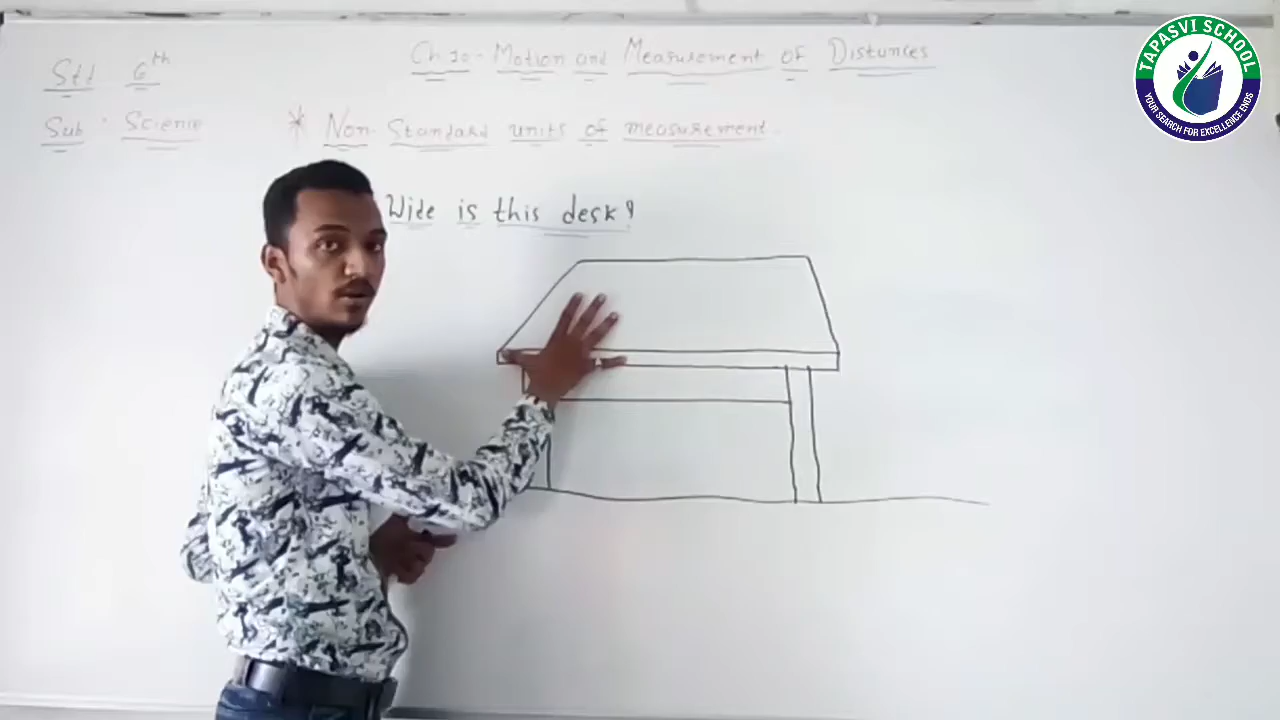 Std 6th
Ch 10 - Motion and Measurement of Distances
Sub : Science
* Non-Standard units of measurement.
Wide is this desk?
TAPASVI SCHOOL
YOUR SEARCH FOR EXCELLENCE ENDS